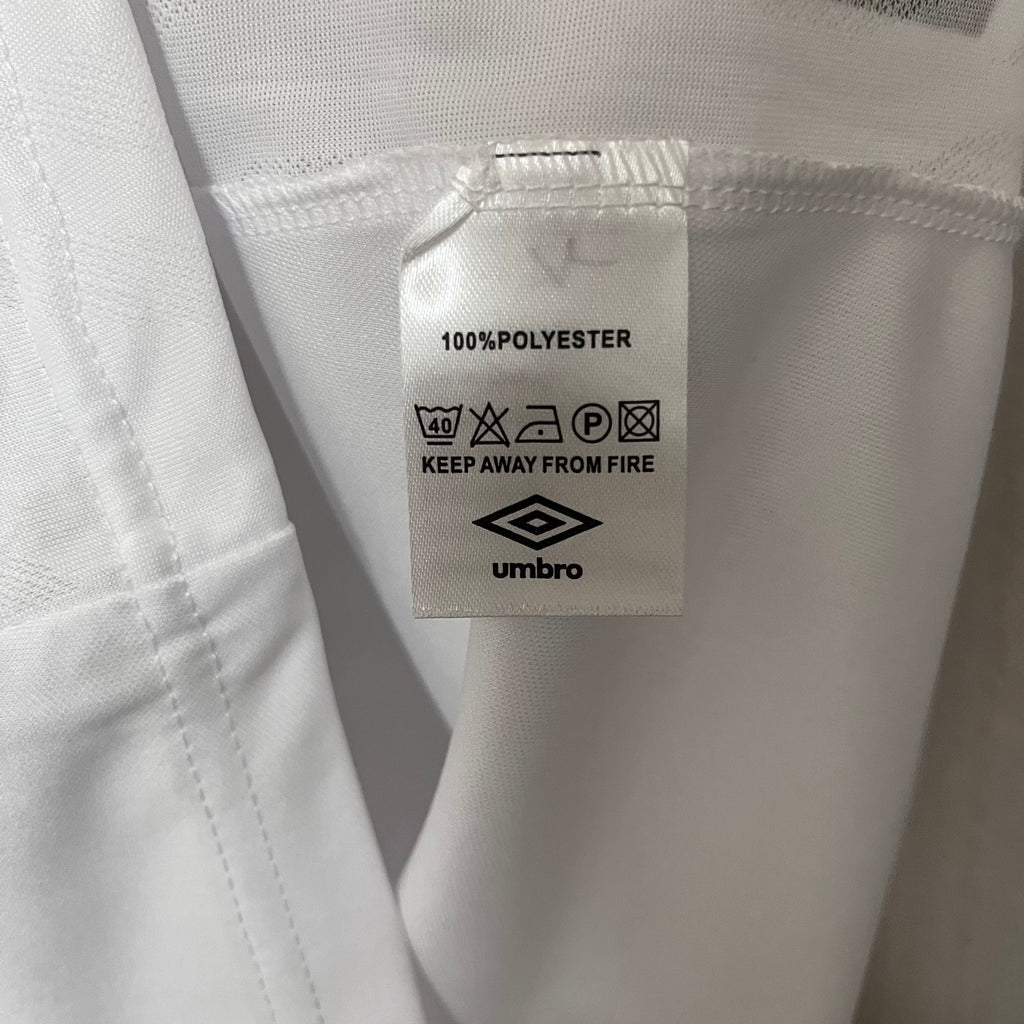 100%POLYESTER
40 P
KEEP AWAY FROM FIRE
umbro